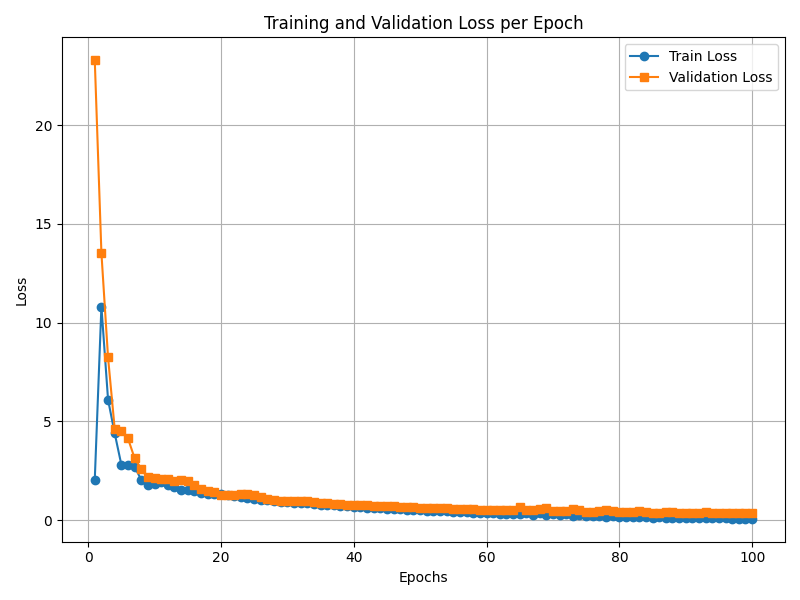 Training and Validation Loss per Epoch
Train Loss
Validation Loss
Loss
20
15
10
5
0
0 20 40 60 80 100
Epochs